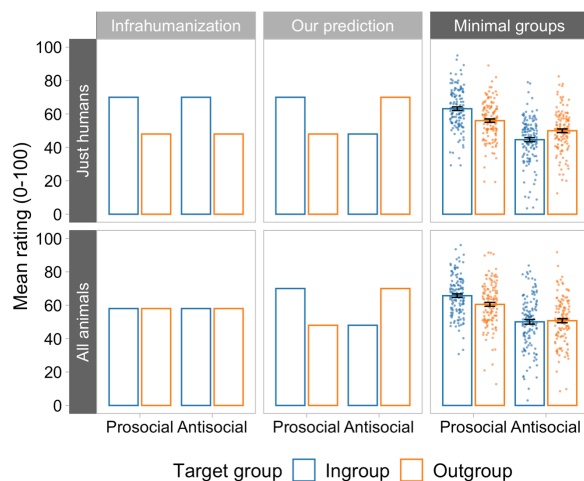 Infrahumanization
Our prediction
Minimal groups
Mean rating (0-100)
Just humans
100
80
60
40
20
0
All animals
100
80
60
40
20
0
Prosocial Antisocial
Prosocial Antisocial
Prosocial Antisocial
Target group Ingroup Outgroup